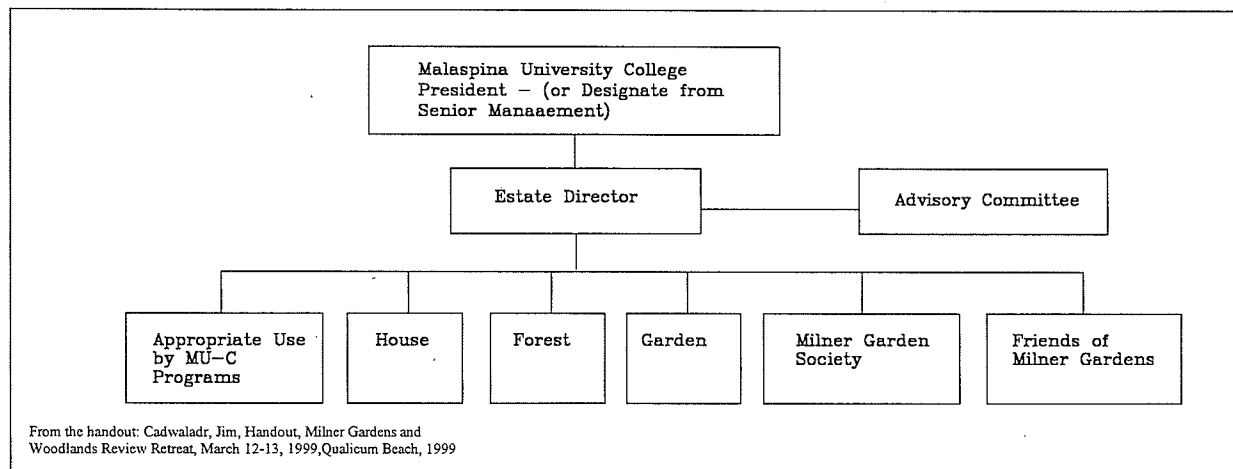 Malaspina University College
President – (or Designate from
Senior Manaaement)
Estate Director
Advisory Committee
Appropriate Use
by MU–C
Programs
House
Forest
Garden
Milner Garden
Society
Friends of
Milner Gardens
From the handout: Cadwaladr, Jim, Handout, Milner Gardens and
Woodlands Review Retreat, March 12-13, 1999,Qualicum Beach, 1999